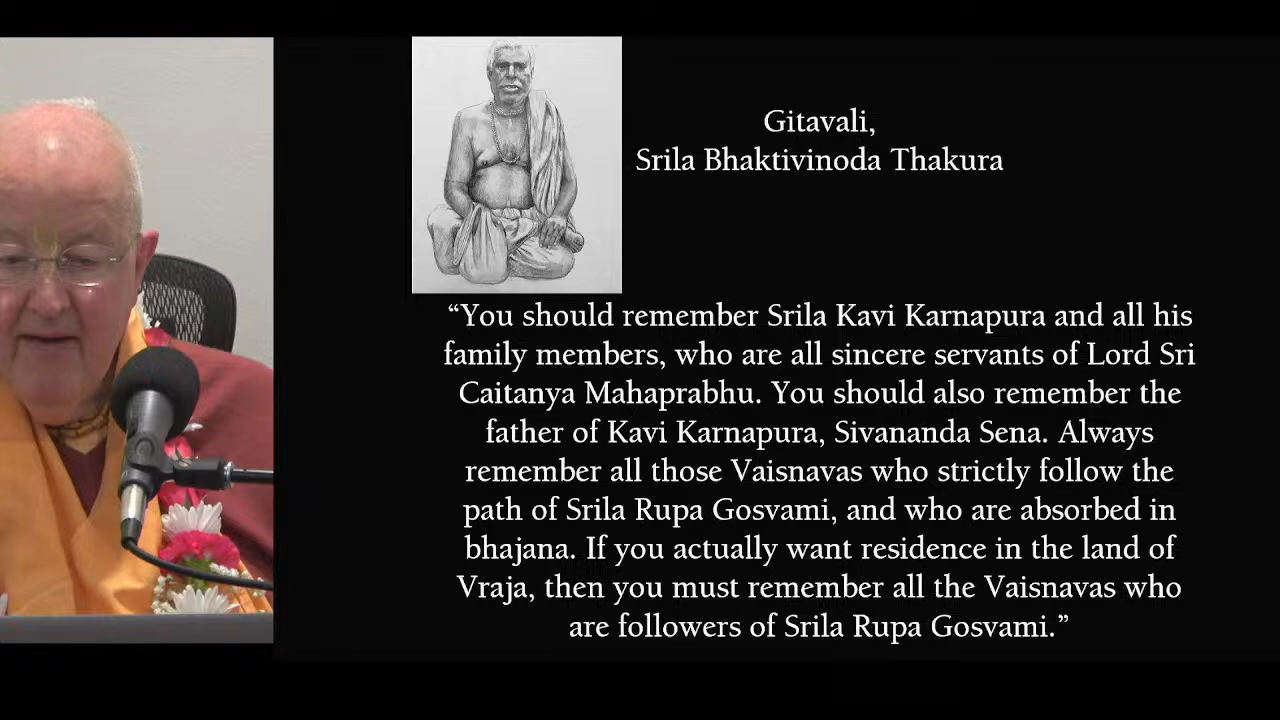 Gitavali,
Srila Bhaktivinoda Thakura
“You should remember Srila Kavi Karnapura and all his
family members, who are all sincere servants of Lord Sri
Caitanya Mahaprabhu. You should also remember the
father of Kavi Karnapura, Sivananda Sena. Always
remember all those Vaisnavas who strictly follow the
path of Srila Rupa Gosvami, and who are absorbed in
bhajana. If you actually want residence in the land of
Vraja, then you must remember all the Vaisnavas who
are followers of Srila Rupa Gosvami.”